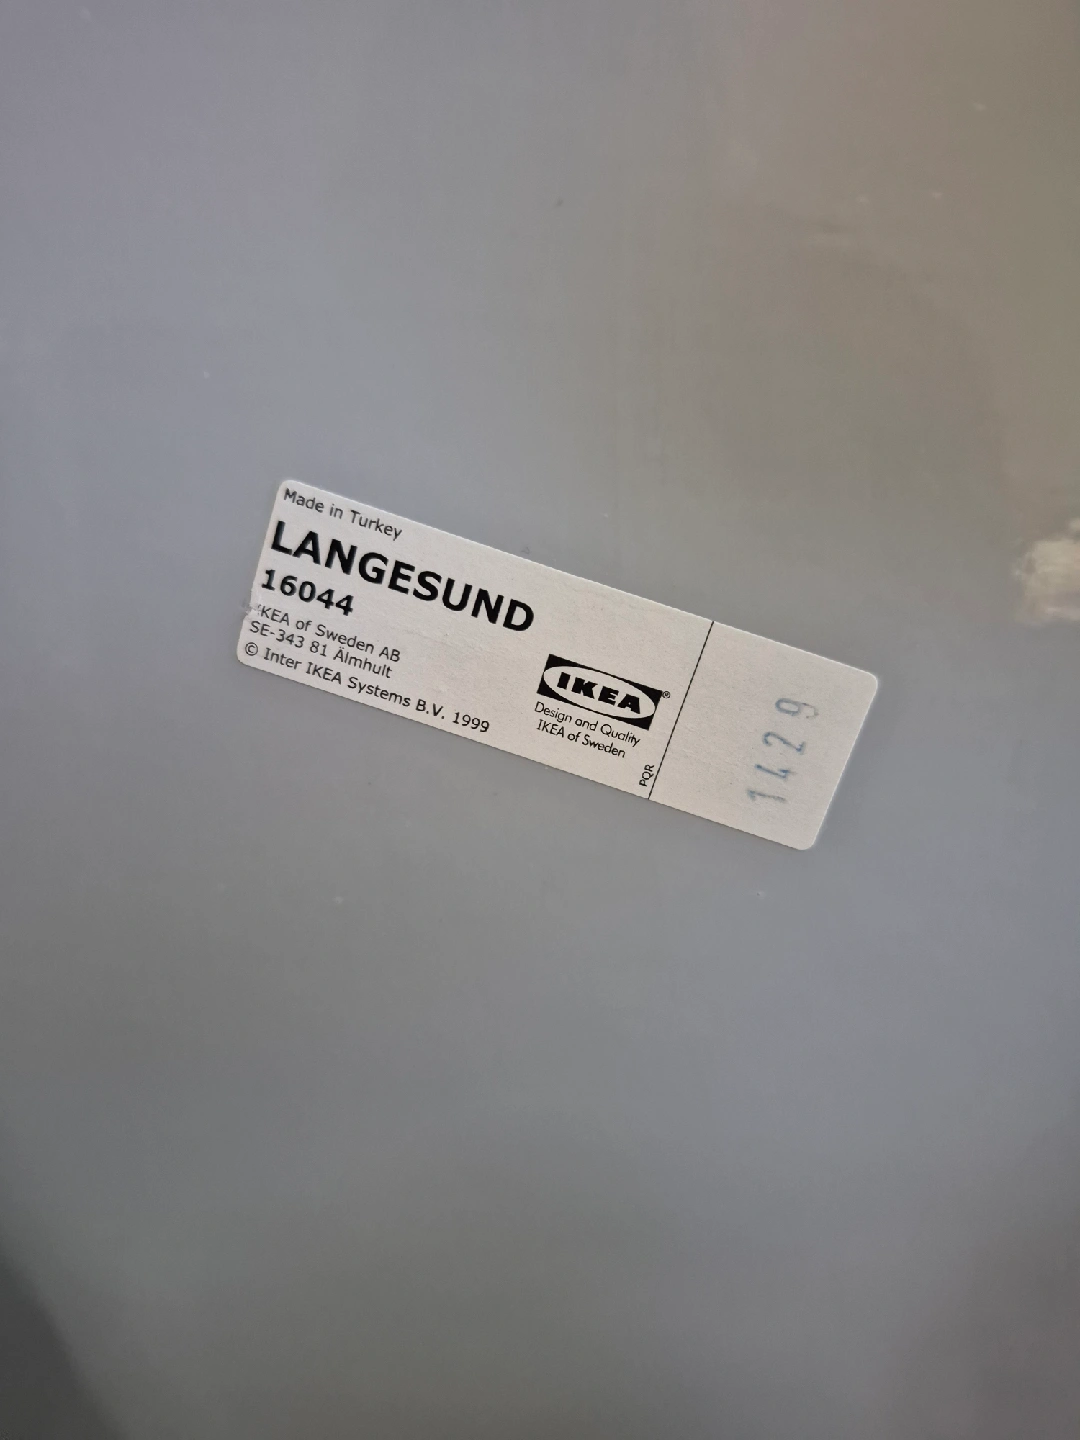 Made in Turkey
LANGESUND
16044
IKEA of Sweden AB
SE-343 81 Älmhult
© Inter IKEA Systems B.V. 1999
IKEA®
Design and Quality
IKEA of Sweden
PQR
1429